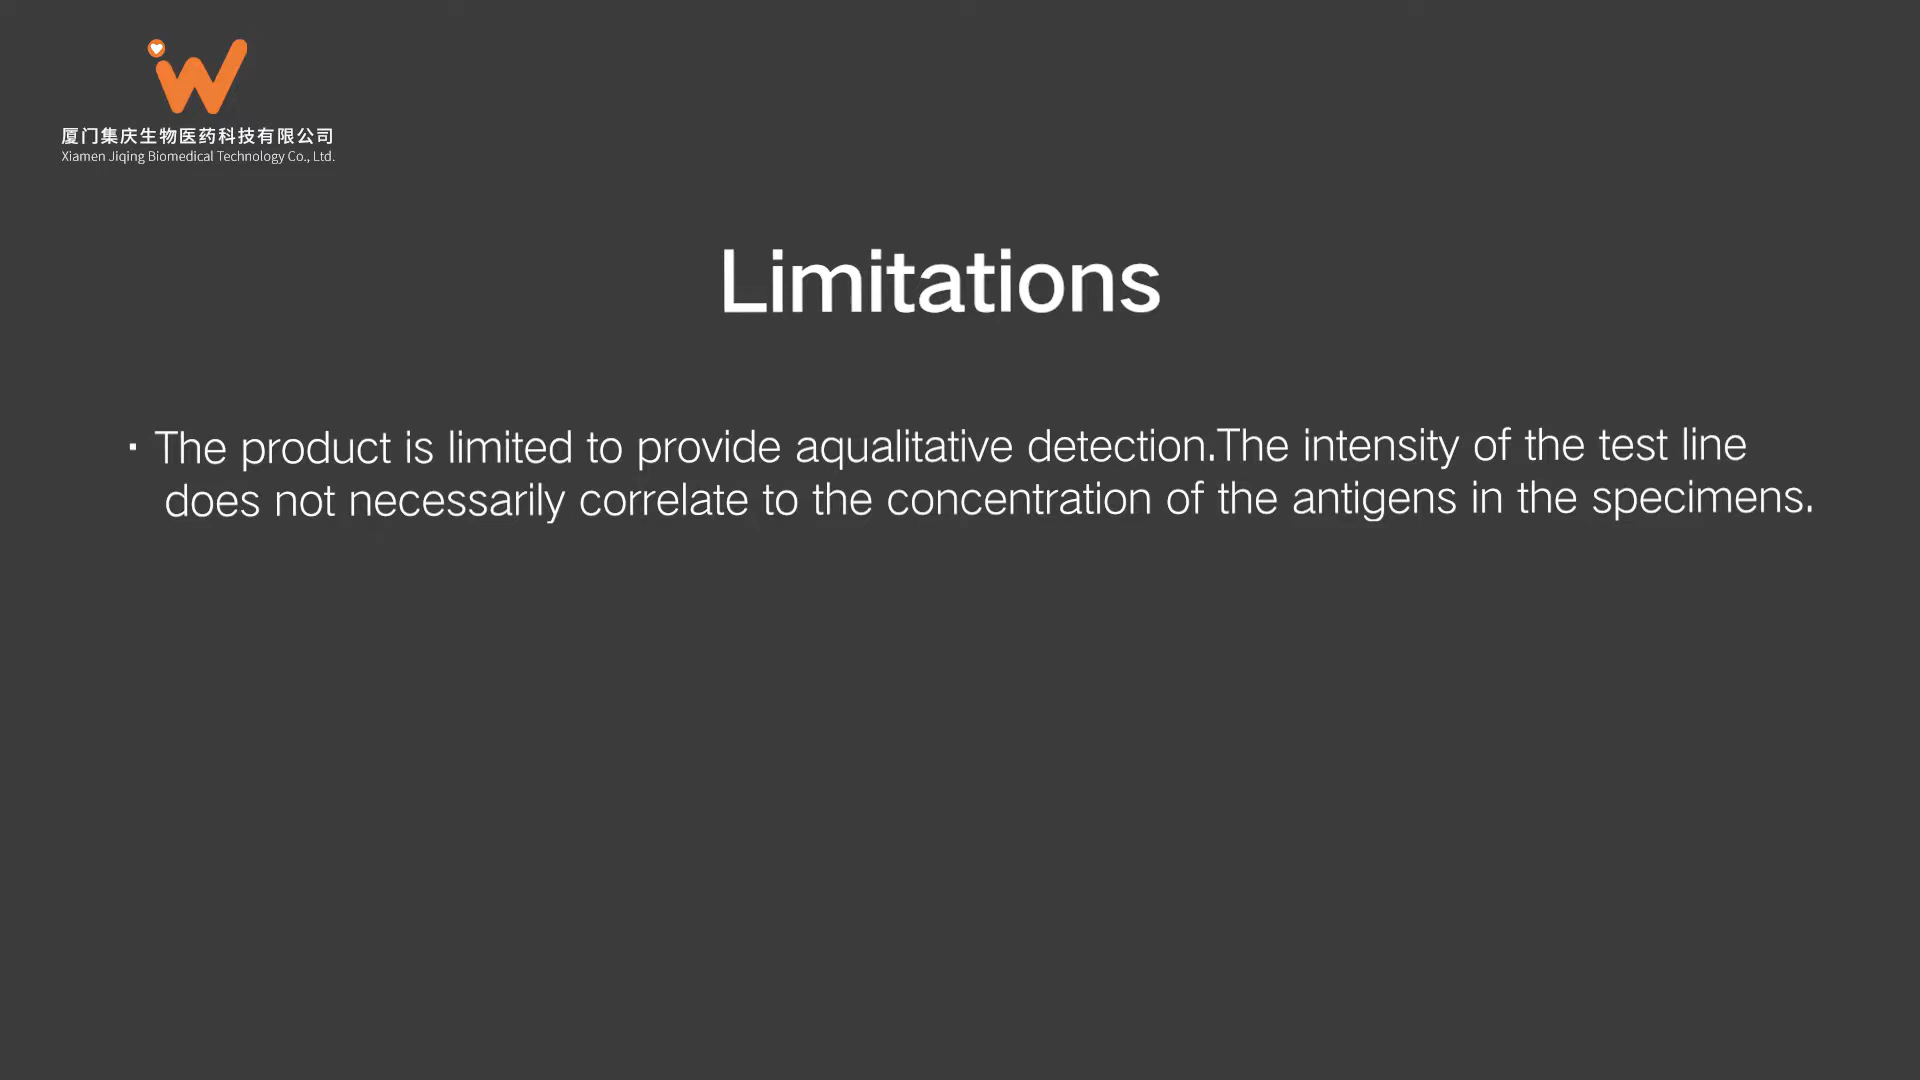 厦门集庆生物医药科技有限公司
Xiamen Jiqing Biomedical Technology Co., Ltd.
Limitations
· The product is limited to provide aqualitative detection.The intensity of the test line
does not necessarily correlate to the concentration of the antigens in the specimens.